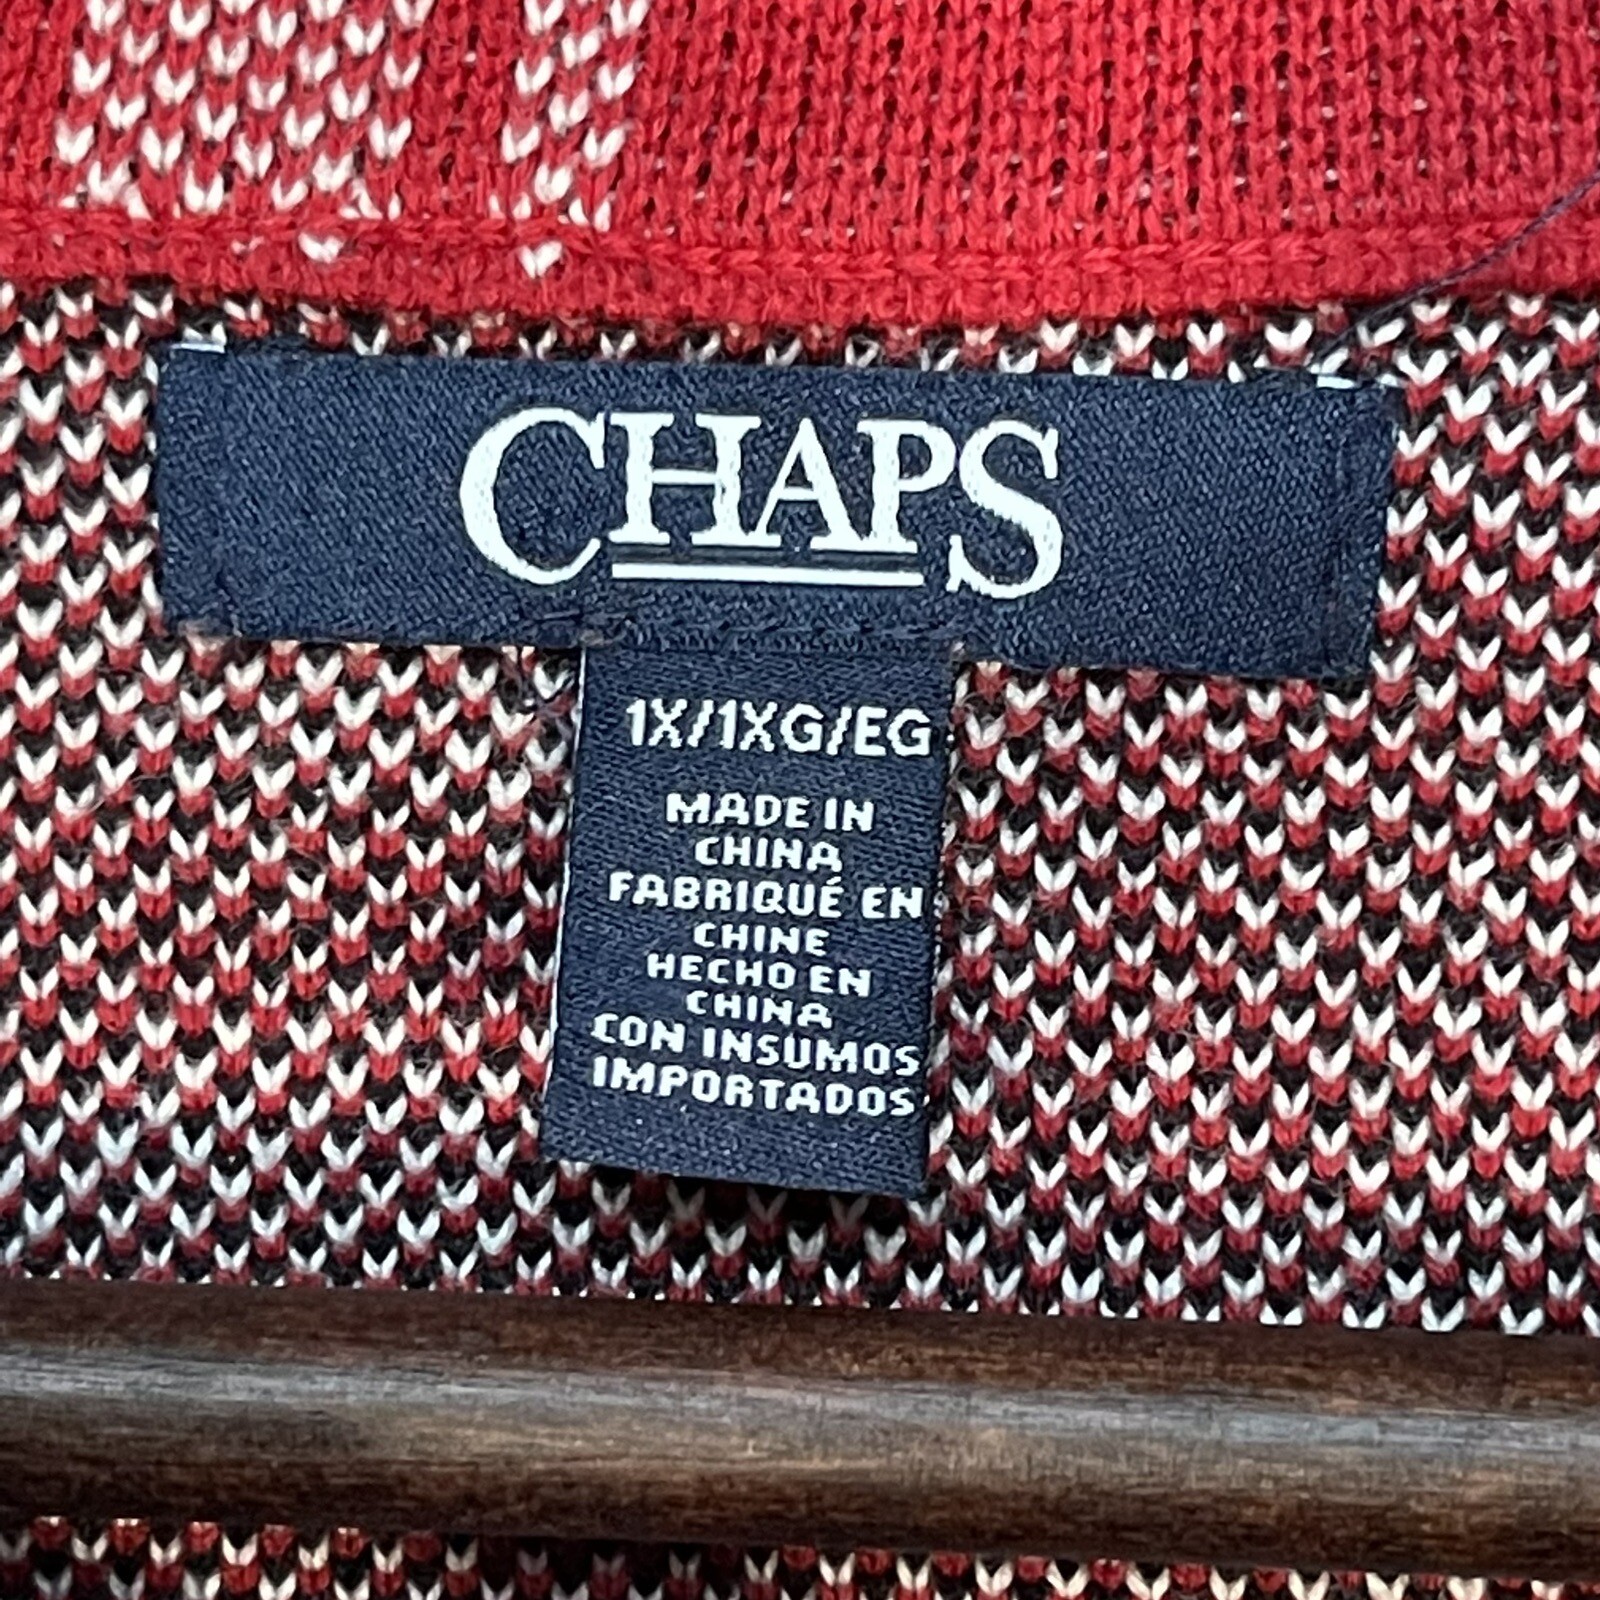 CHAPS
1X/1XG/EG
MADE IN
CHINA
FABRIQUÉ EN
CHINE
HECHO EN
CHINA
CON INSUMOS
IMPORTADOS